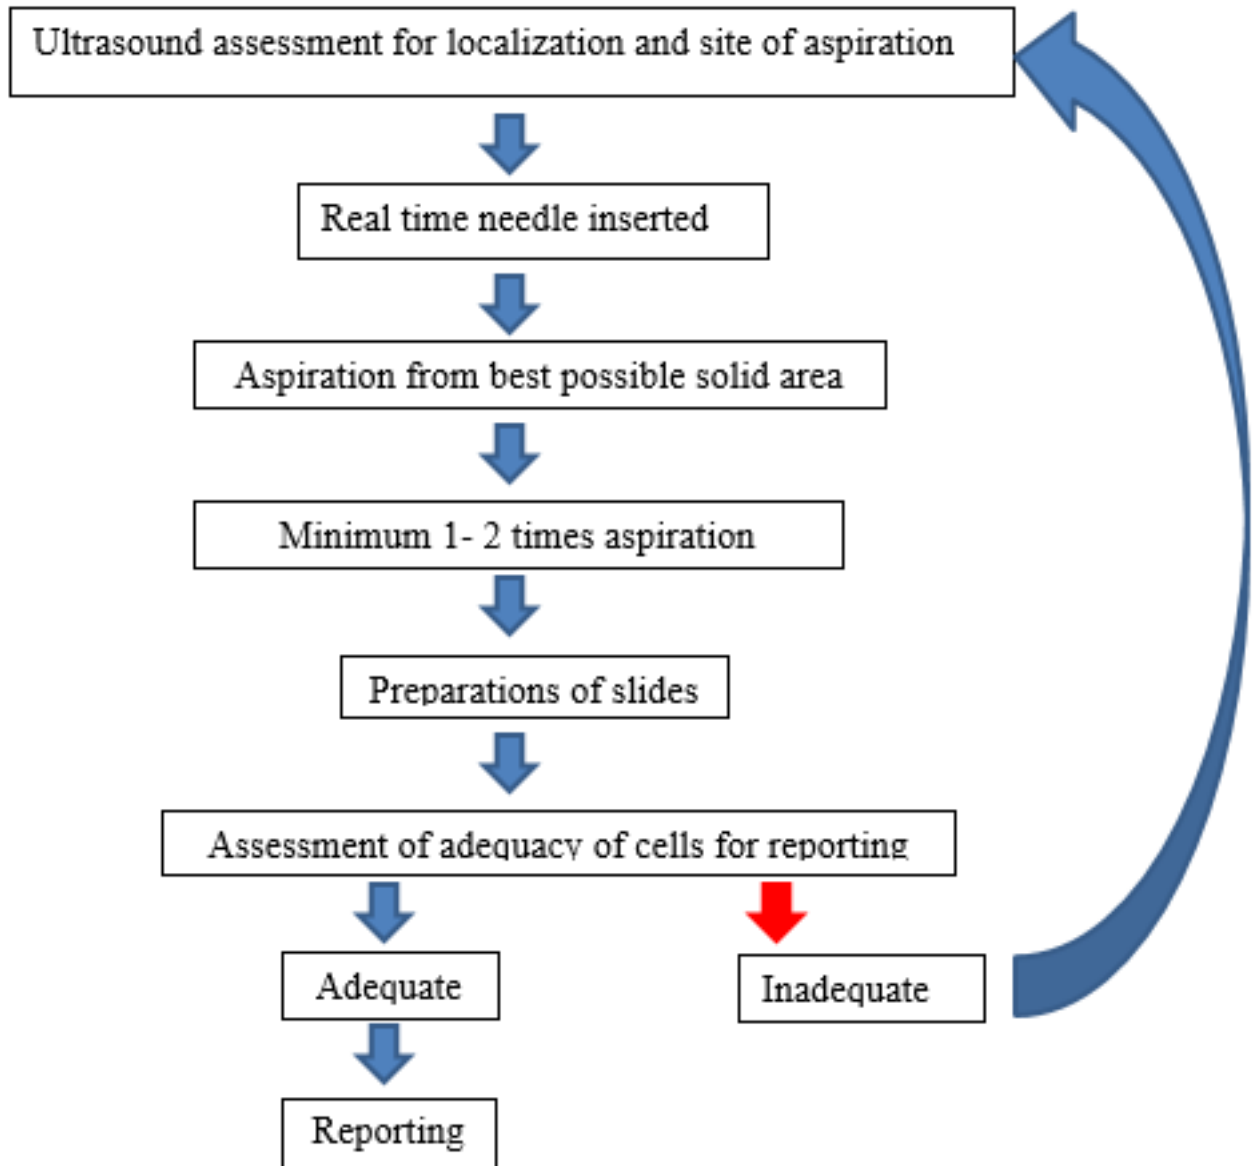 Ultrasound assessment for localization and site of aspiration
Real time needle inserted
Aspiration from best possible solid area
Minimum 1- 2 times aspiration
Preparations of slides
Assessment of adequacy of cells for reporting
Adequate
Inadequate
Reporting